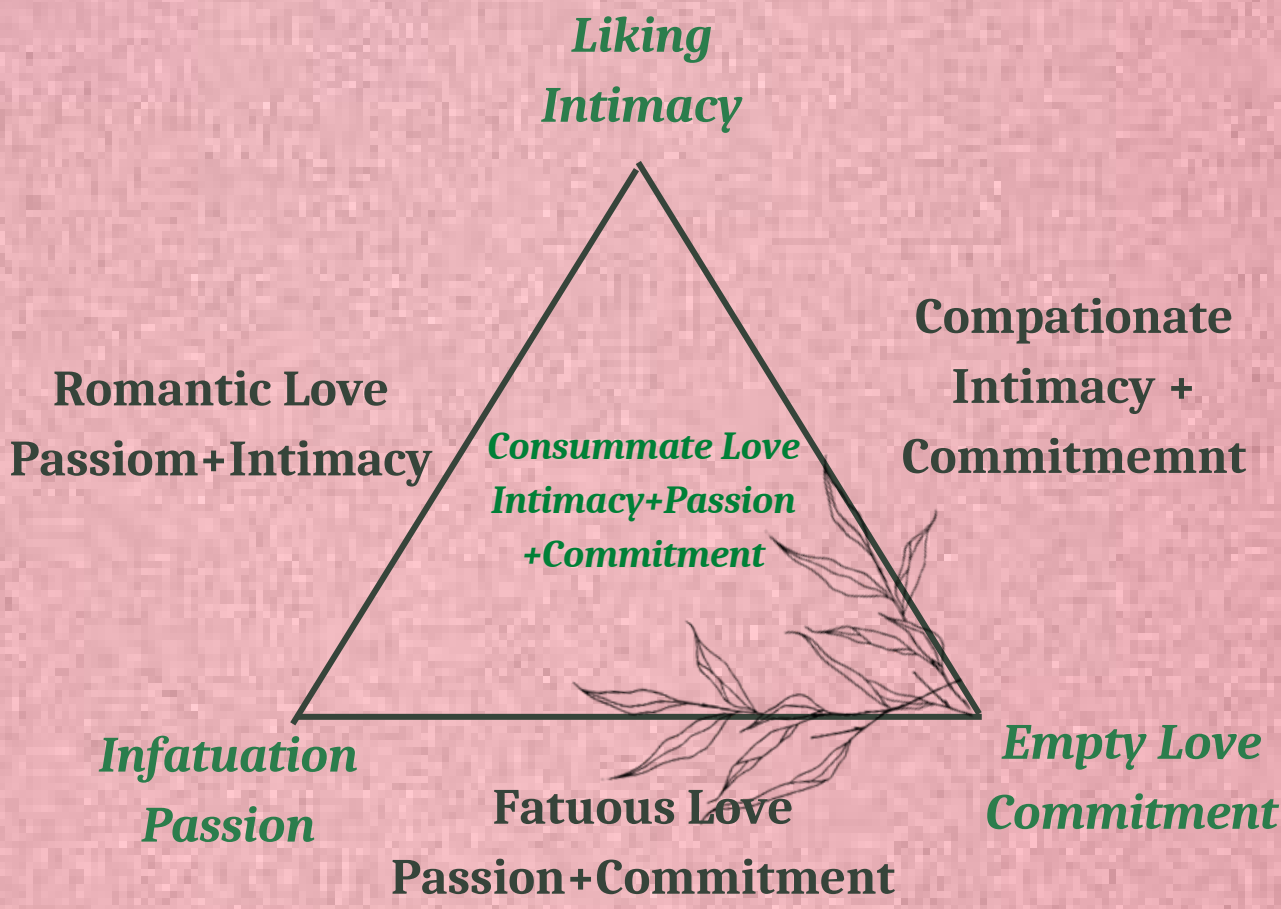 Liking
Intimacy
Compationate
Intimacy +
Commitmemnt
Romantic Love
Passiom+Intimacy
Consummate Love
Intimacy+Passion
+Commitment
Infatuation
Passion
Empty Love
Commitment
Fatuous Love
Passion+Commitment